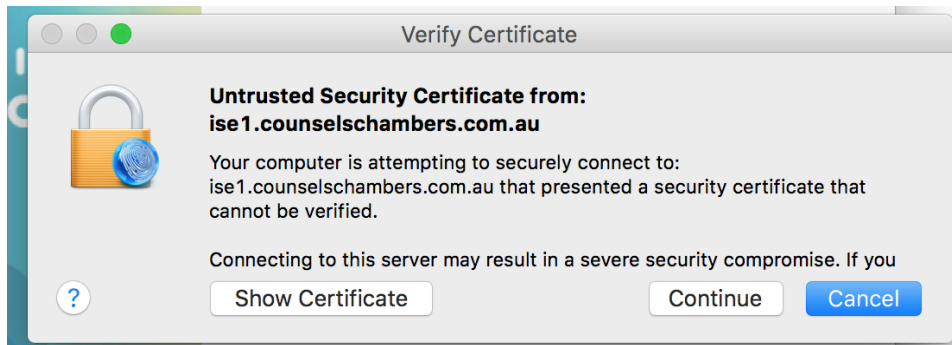 Verify Certificate
Untrusted Security Certificate from:
ise1.counselschambers.com.au
Your computer is attempting to securely connect to:
ise1.counselschambers.com.au that presented a security certificate that
cannot be verified.
Connecting to this server may result in a severe security compromise. If you
?
Show Certificate
Continue
Cancel